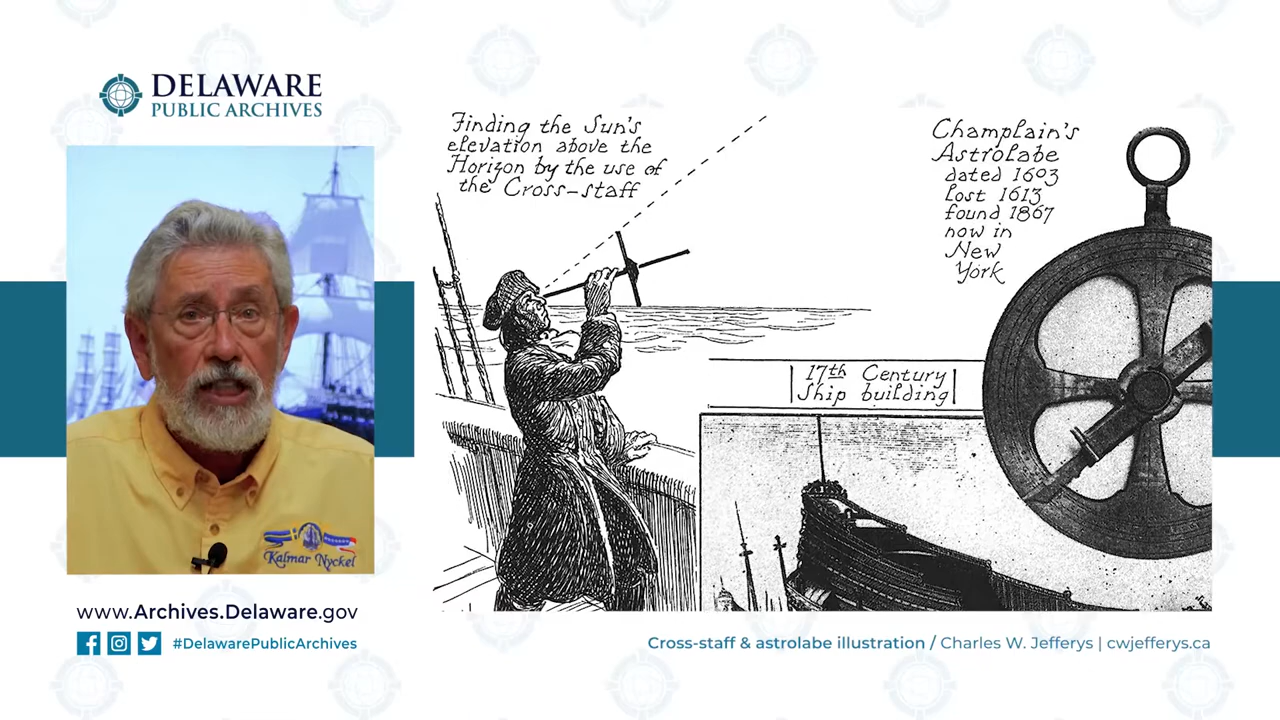 DELAWARE
PUBLIC ARCHIVES
Finding the Sun's
elevation above the
Horizon by the use of
the Cross-staff
Champlain's
Astrolabe
dated 1603
lost 1613
found 1867
now in
New
York
17th Century
Ship building
Kalmar Nyckel
www.Archives.Delaware.gov
#DelawarePublicArchives
Cross-staff & astrolabe illustration / Charles W. Jefferys | cwjefferys.ca